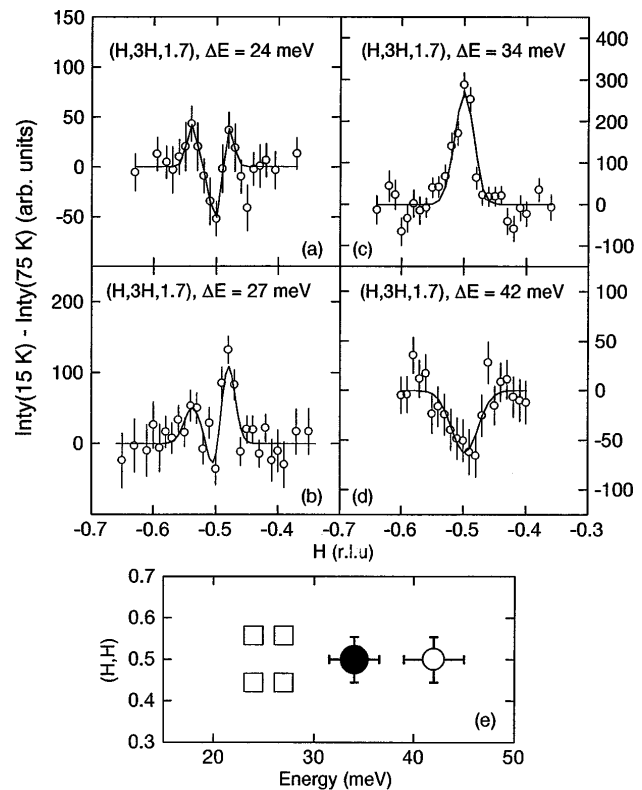 (H,3H,1.7), ΔE = 24 meV
(H,3H,1.7), ΔE = 34 meV
150
100
50
0
-50
450
400
300
200
100
0
-100
(a)
(c)
(H,3H,1.7), ΔE = 27 meV
(H,3H,1.7), ΔE = 42 meV
200
100
0
100
50
0
-50
-100
(b)
(d)
Inty(15 K) - Inty(75 K) (arb. units)
-0.7
-0.6
-0.5
-0.4
-0.7
-0.6
-0.5
-0.4
-0.3
H (r.l.u)
0.7
0.6
0.5
0.4
0.3
(H,H)
(e)
20
30
40
50
Energy (meV)